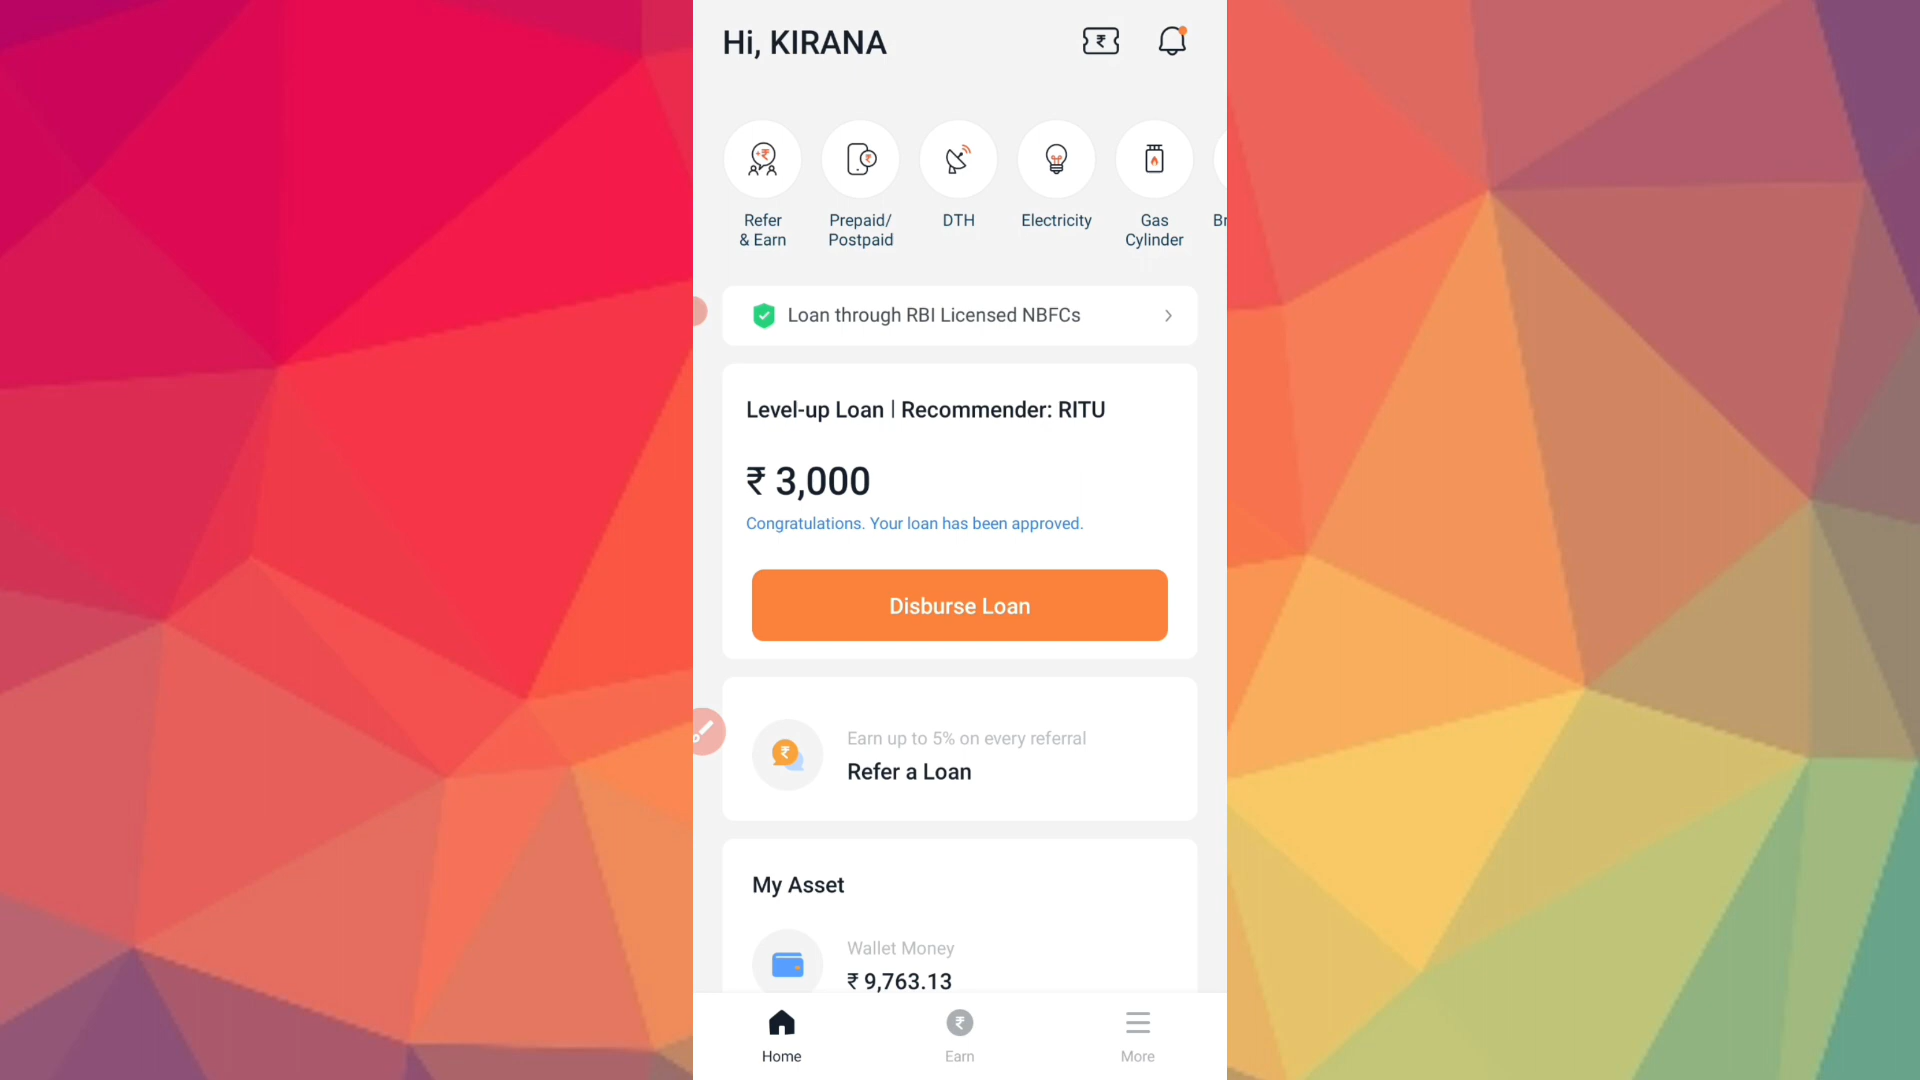 Hi, KIRANA
Refer
& Earn
Prepaid/
Postpaid
DTH
Electricity
Gas
Cylinder
Loan through RBI Licensed NBFCs
Level-up Loan | Recommender: RITU
₹ 3,000
Congratulations. Your loan has been approved.
Disburse Loan
Earn up to 5% on every referral
Refer a Loan
My Asset
Wallet Money
₹ 9,763.13
Home
Earn
More